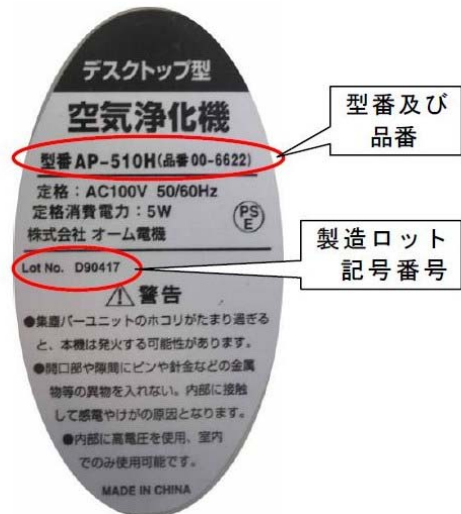 デスクトップ型
空気浄化機
型番AP-510H(品番00-6622)
定格：AC100V 50/60Hz
定格消費電力：5W
株式会社 オーム電機
PS
E
Lot No. D90417
⚠警告
●集塵バーユニットのホコリがたまり過ぎる
と、本機は発火する可能性があります。
●開口部や隙間にピンや針金などの金属
物等の異物を入れない。内部に接触
して感電やけがの原因となります。
●内部に高電圧を使用、室内
でのみ使用可能です。
MADE IN CHINA
型番及び
品番
製造ロット
記号番号